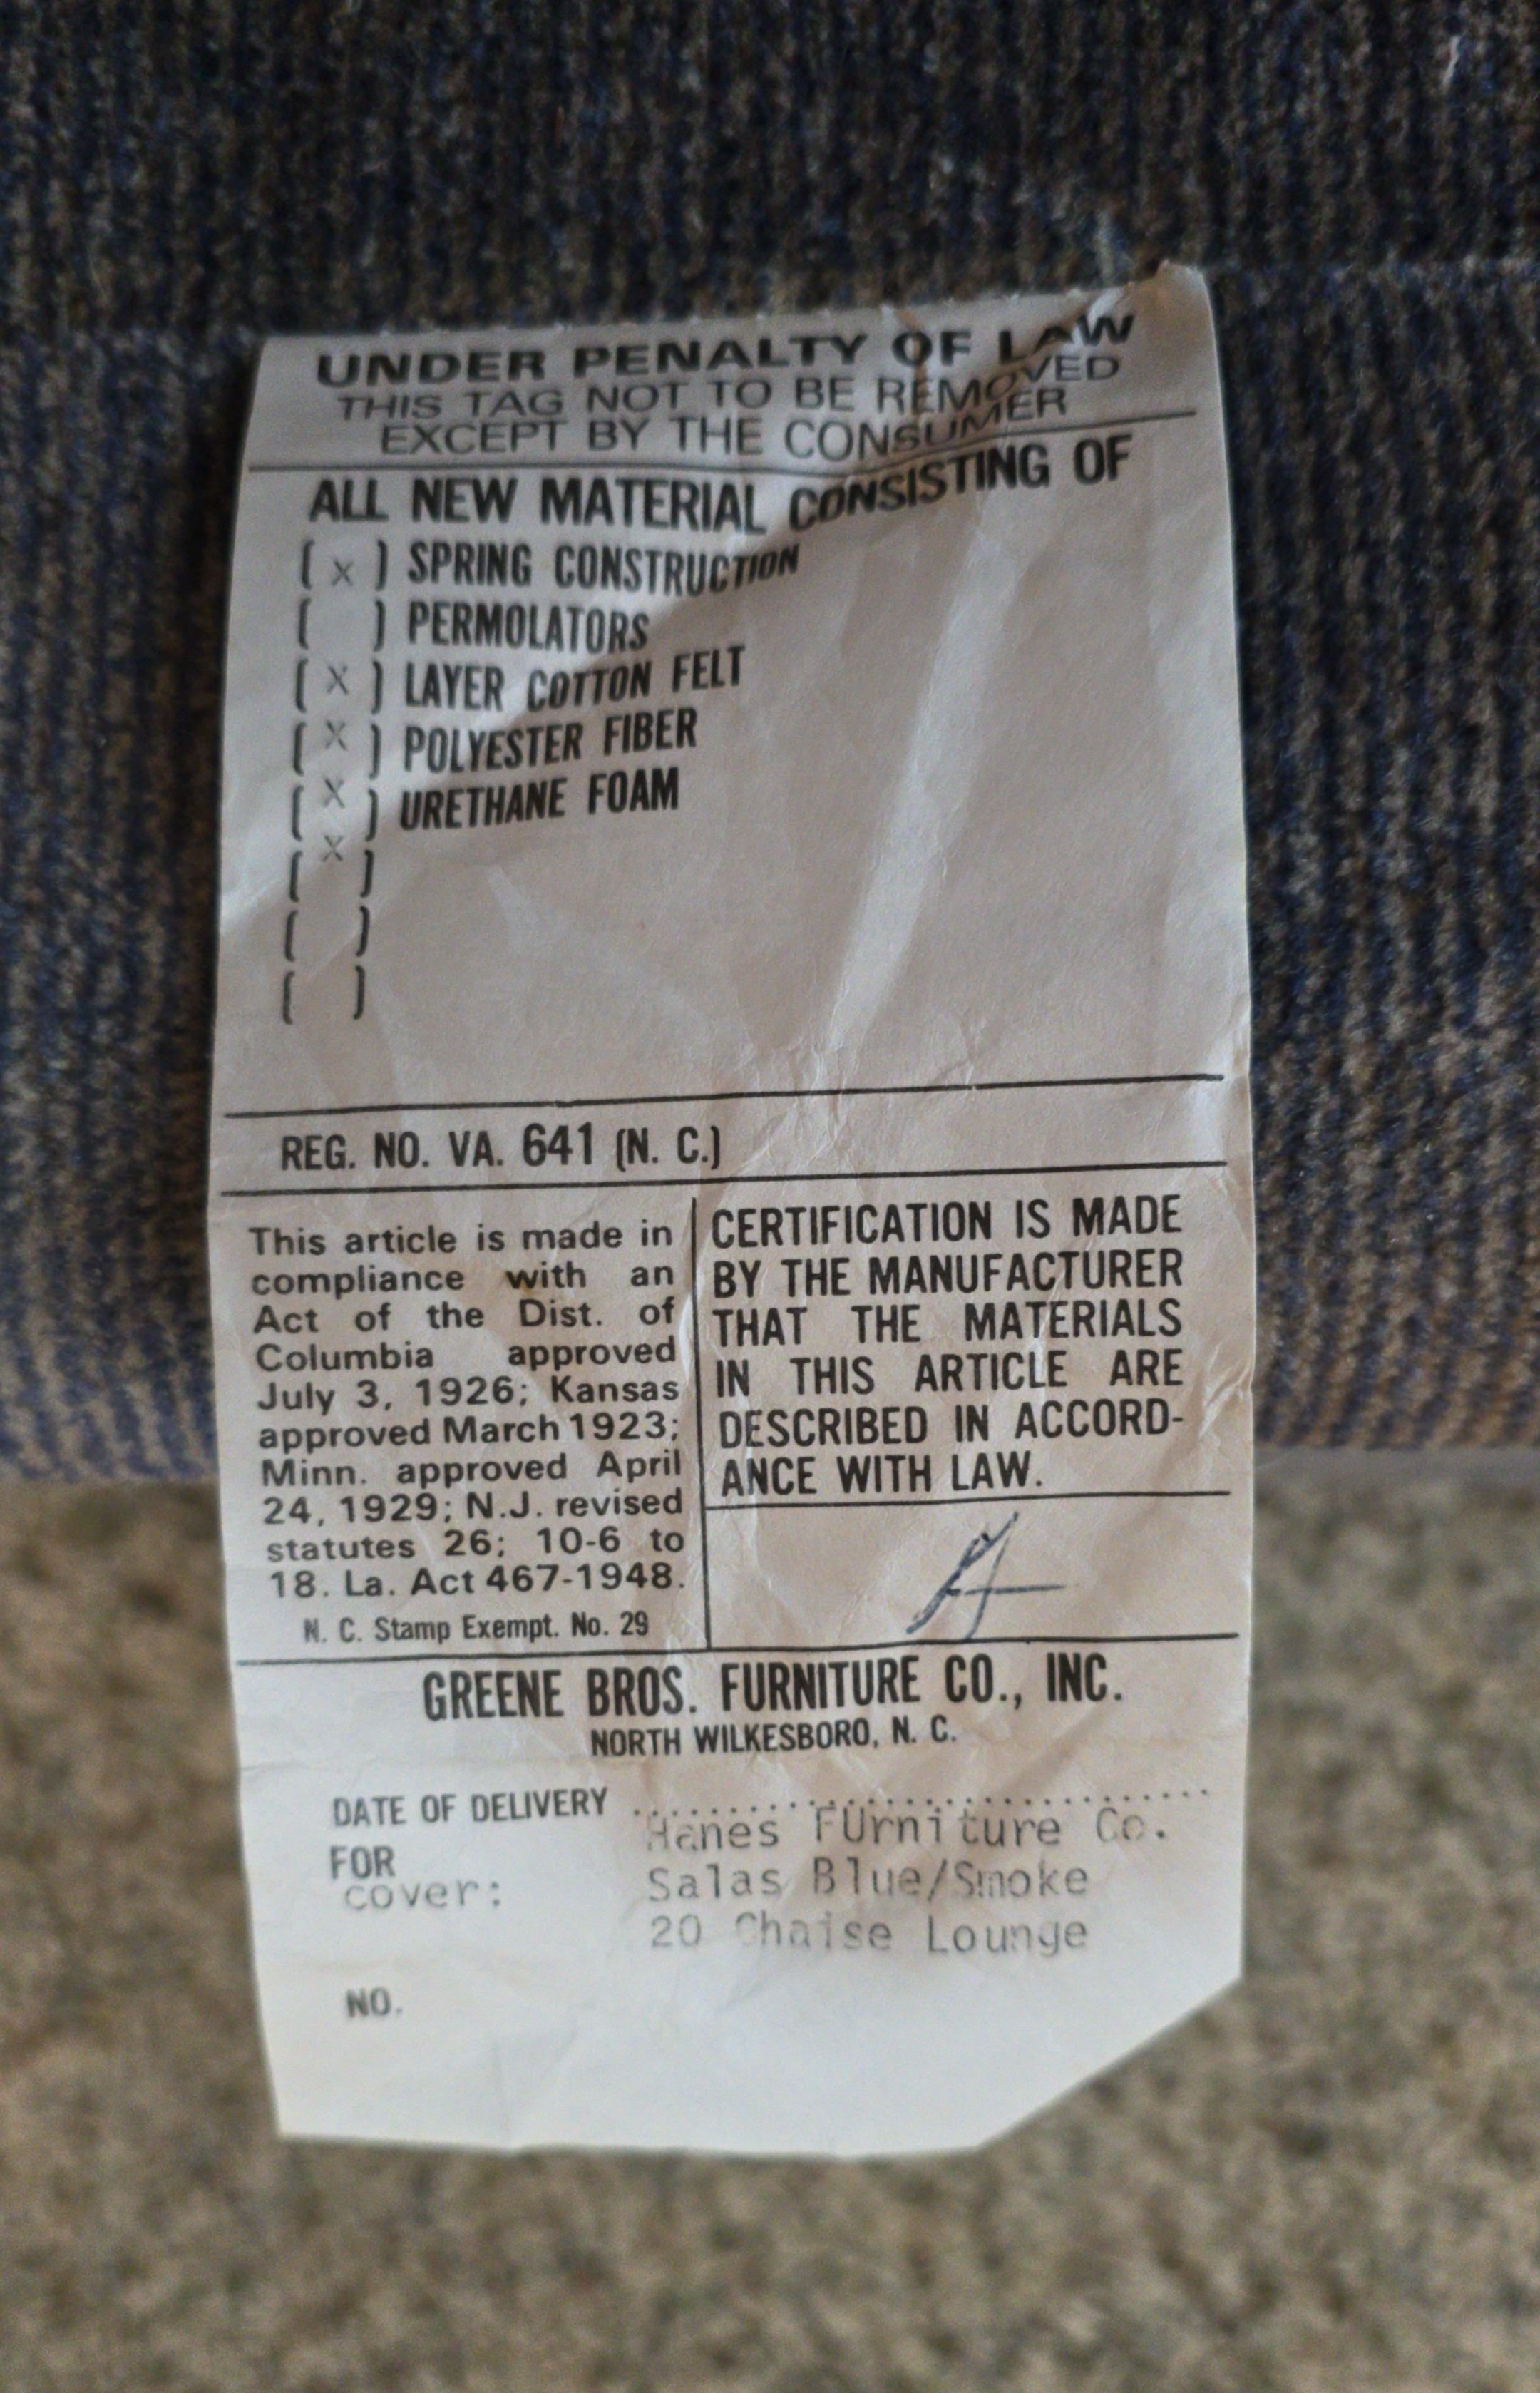 UNDER PENALTY OF LAW
THIS TAG NOT TO BE REMOVED
EXCEPT BY THE CONSUMER
ALL NEW MATERIAL CONSISTING OF
( x ) SPRING CONSTRUCTION
(   ) PERMOLATORS
( x ) LAYER COTTON FELT
( x ) POLYESTER FIBER
( x ) URETHANE FOAM
( x )
(   )
(   )
REG. NO. VA. 641 (N. C.)
This article is made in
compliance with an
Act of the Dist. of
Columbia approved
July 3, 1926; Kansas
approved March 1923;
Minn. approved April
24, 1929; N.J. revised
statutes 26; 10-6 to
18. La. Act 467-1948.
N. C. Stamp Exempt. No. 29
CERTIFICATION IS MADE
BY THE MANUFACTURER
THAT THE MATERIALS
IN THIS ARTICLE ARE
DESCRIBED IN ACCORD-
ANCE WITH LAW.
GREENE BROS. FURNITURE CO., INC.
NORTH WILKESBORO, N. C.
DATE OF DELIVERY ....................................
Hanes FUrniture Co.
FOR
cover: Salas Blue/Smoke
20 Chaise Lounge
NO.